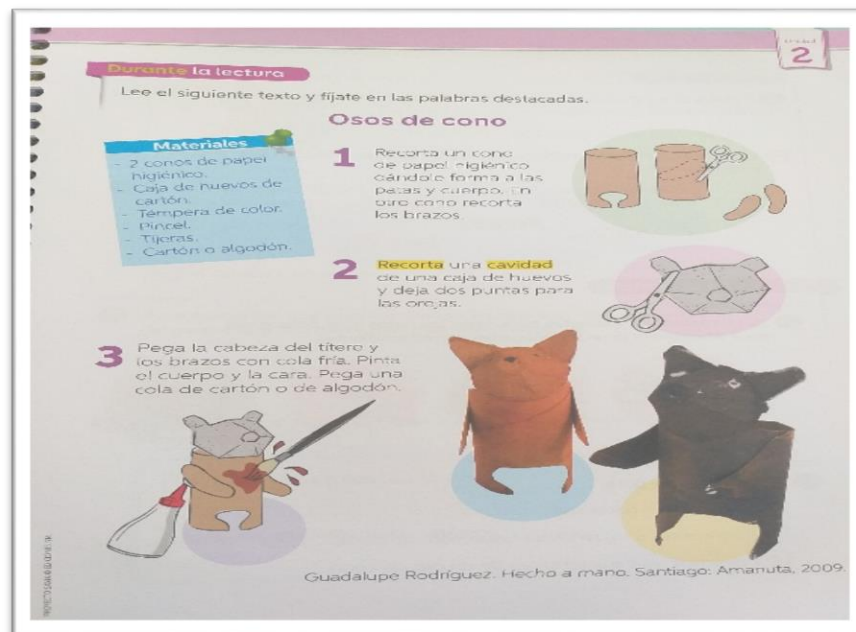 Unidad
2
Durante la lectura
Lee el siguiente texto y fíjate en las palabras destacadas.
Osos de cono
Materiales
- 2 conos de papel
higiénico.
- Caja de huevos de
cartón.
- Témpera de color.
- Pincel.
- Tijeras.
- Cartón o algodón.
1 Recorta un cono
de papel higiénico
dándole forma a las
patas y cuerpo. En
otro cono recorta
los brazos.
2 Recorta una cavidad
de una caja de huevos
y deja dos puntas para
las orejas.
3 Pega la cabeza del títere y
los brazos con cola fría. Pinta
el cuerpo y la cara. Pega una
cola de cartón o de algodón.
Guadalupe Rodríguez. Hecho a mano. Santiago: Amanuta, 2009.